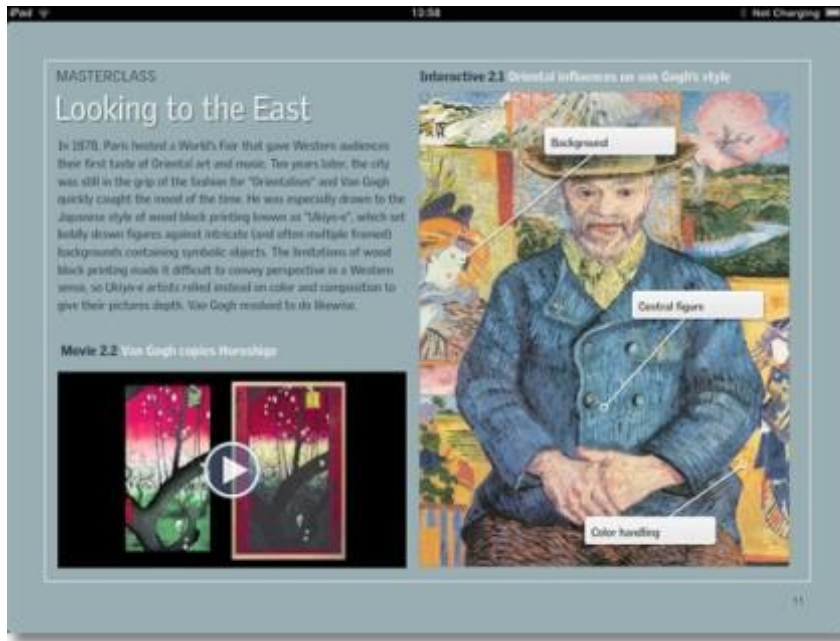 iPad
13:58
Not Charging
MASTERCLASS
Looking to the East
In 1878, Paris hosted a World's Fair that gave Western audiences
their first taste of Oriental art and music. Ten years later, the city
was still in the grip of the fashion for "Orientalism" and Van Gogh
quickly caught the mood of the time. He was especially drawn to the
Japanese style of wood block printing known as "Ukiyo-e", which set
boldly drawn figures against intricate (and often multiple framed)
backgrounds containing symbolic objects. The limitations of wood
block printing made it difficult to convey perspective in a Western
sense, so Ukiyo-e artists relied instead on color and composition to
give their pictures depth. Van Gogh resolved to do likewise.
Movie 2.2 Van Gogh copies Horoshige
Interactive 2.1 Oriental influences on van Gogh's style
Background
Central figure
Color handling
11